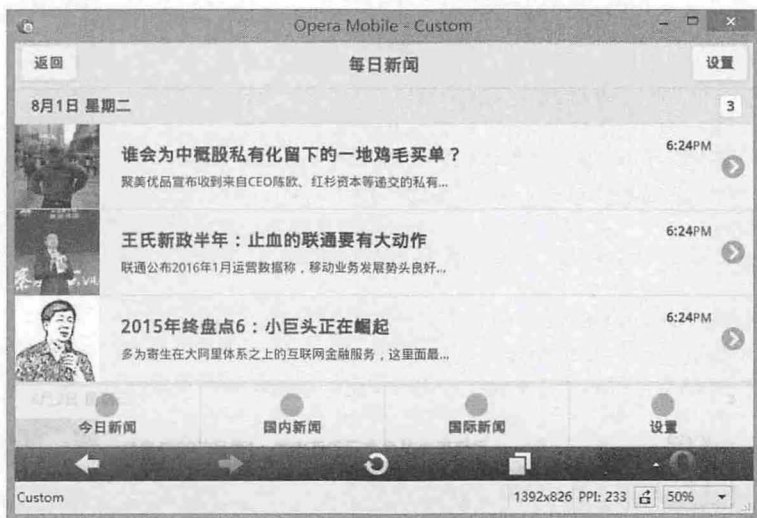 Opera Mobile - Custom
返回
每日新闻
设置
8月1日 星期二
3
谁会为中概股私有化留下的一地鸡毛买单？
6:24PM
聚美优品宣布收到来自CEO陈欧、红杉资本等递交的私有...
王氏新政半年：止血的联通要有大动作
6:24PM
联通公布2016年1月运营数据称，移动业务发展势头良好...
2015年终盘点6：小巨头正在崛起
6:24PM
多为寄生在大阿里体系之上的互联网金融服务，这里面最...
今日新闻
国内新闻
国际新闻
设置
Custom
1392x826 PPI: 233
50%